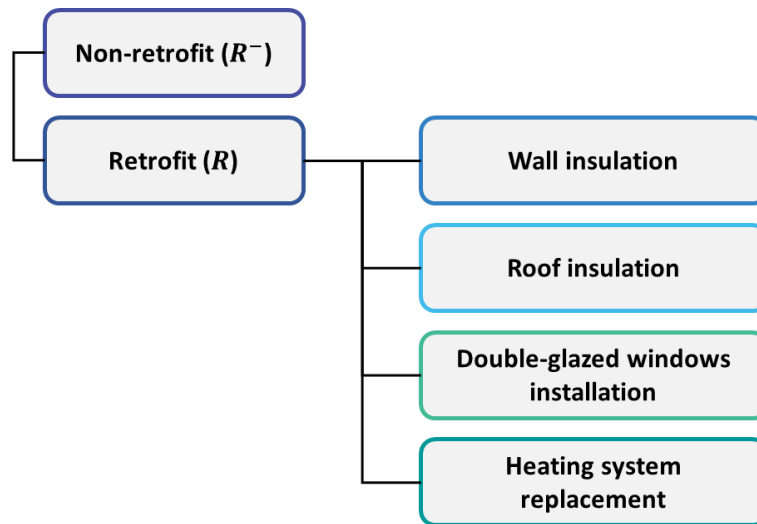 Non-retrofit (R⁻)
Retrofit (R)
Wall insulation
Roof insulation
Double-glazed windows
installation
Heating system
replacement